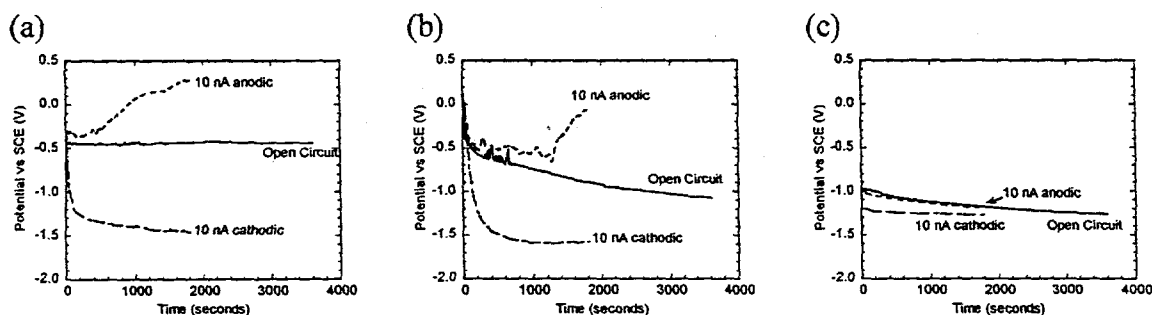 (a)
0.5
0.0
-0.5
-1.0
-1.5
-2.0
Potential vs SCE (V)
10 nA anodic
Open Circuit
10 nA cathodic
0 1000 2000 3000 4000
Time (seconds)
(b)
0.5
0.0
-0.5
-1.0
-1.5
-2.0
Potential vs SCE (V)
10 nA anodic
Open Circuit
10 nA cathodic
0 1000 2000 3000 4000
Time (seconds)
(c)
0.5
0.0
-0.5
-1.0
-1.5
-2.0
Potential vs SCE (V)
10 nA anodic
10 nA cathodic
Open Circuit
0 1000 2000 3000 4000
Time (seconds)